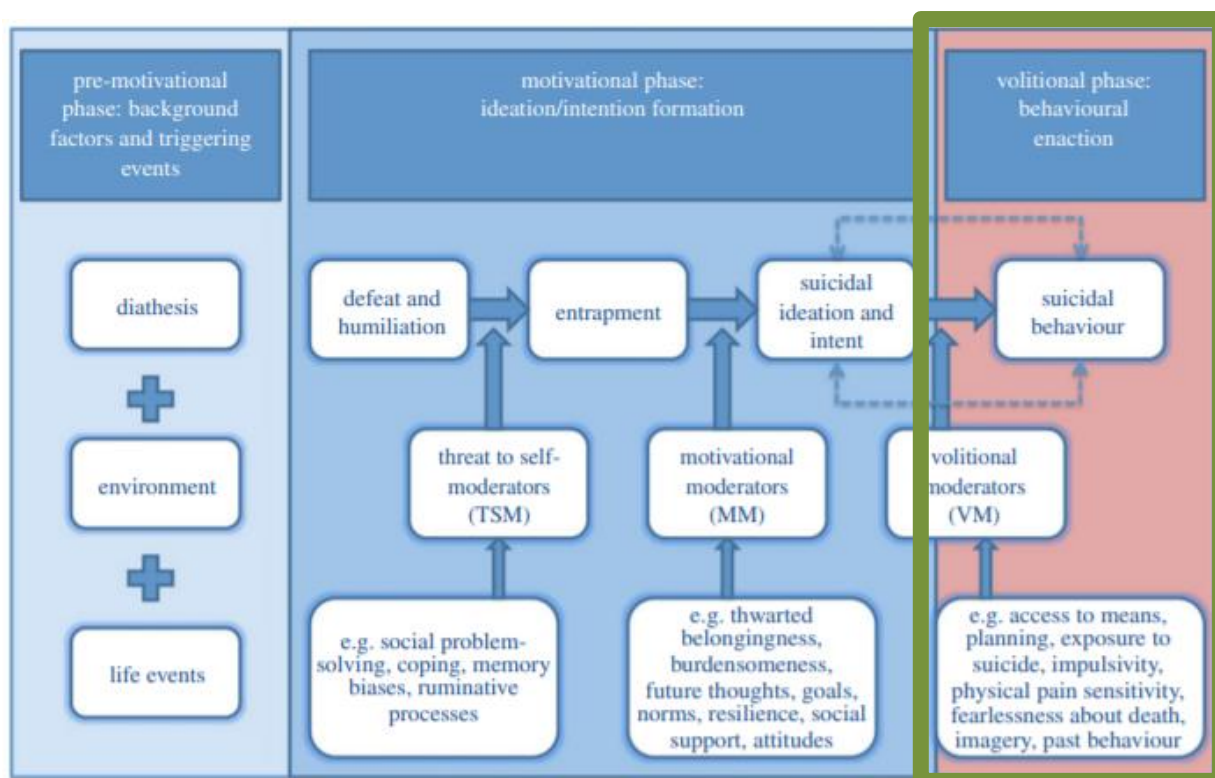 pre-motivational
phase: background
factors and triggering
events
motivational phase:
ideation/intention formation
volitional phase:
behavioural
enaction
diathesis
environment
life events
defeat and
humiliation
entrapment
suicidal
ideation and
intent
suicidal
behaviour
threat to self-
moderators
(TSM)
motivational
moderators
(MM)
volitional
moderators
(VM)
e.g. social problem-
solving, coping, memory
biases, ruminative
processes
e.g. thwarted
belongingness,
burdensomeness,
future thoughts, goals,
norms, resilience, social
support, attitudes
e.g. access to means,
planning, exposure to
suicide, impulsivity,
physical pain sensitivity,
fearlessness about death,
imagery, past behaviour